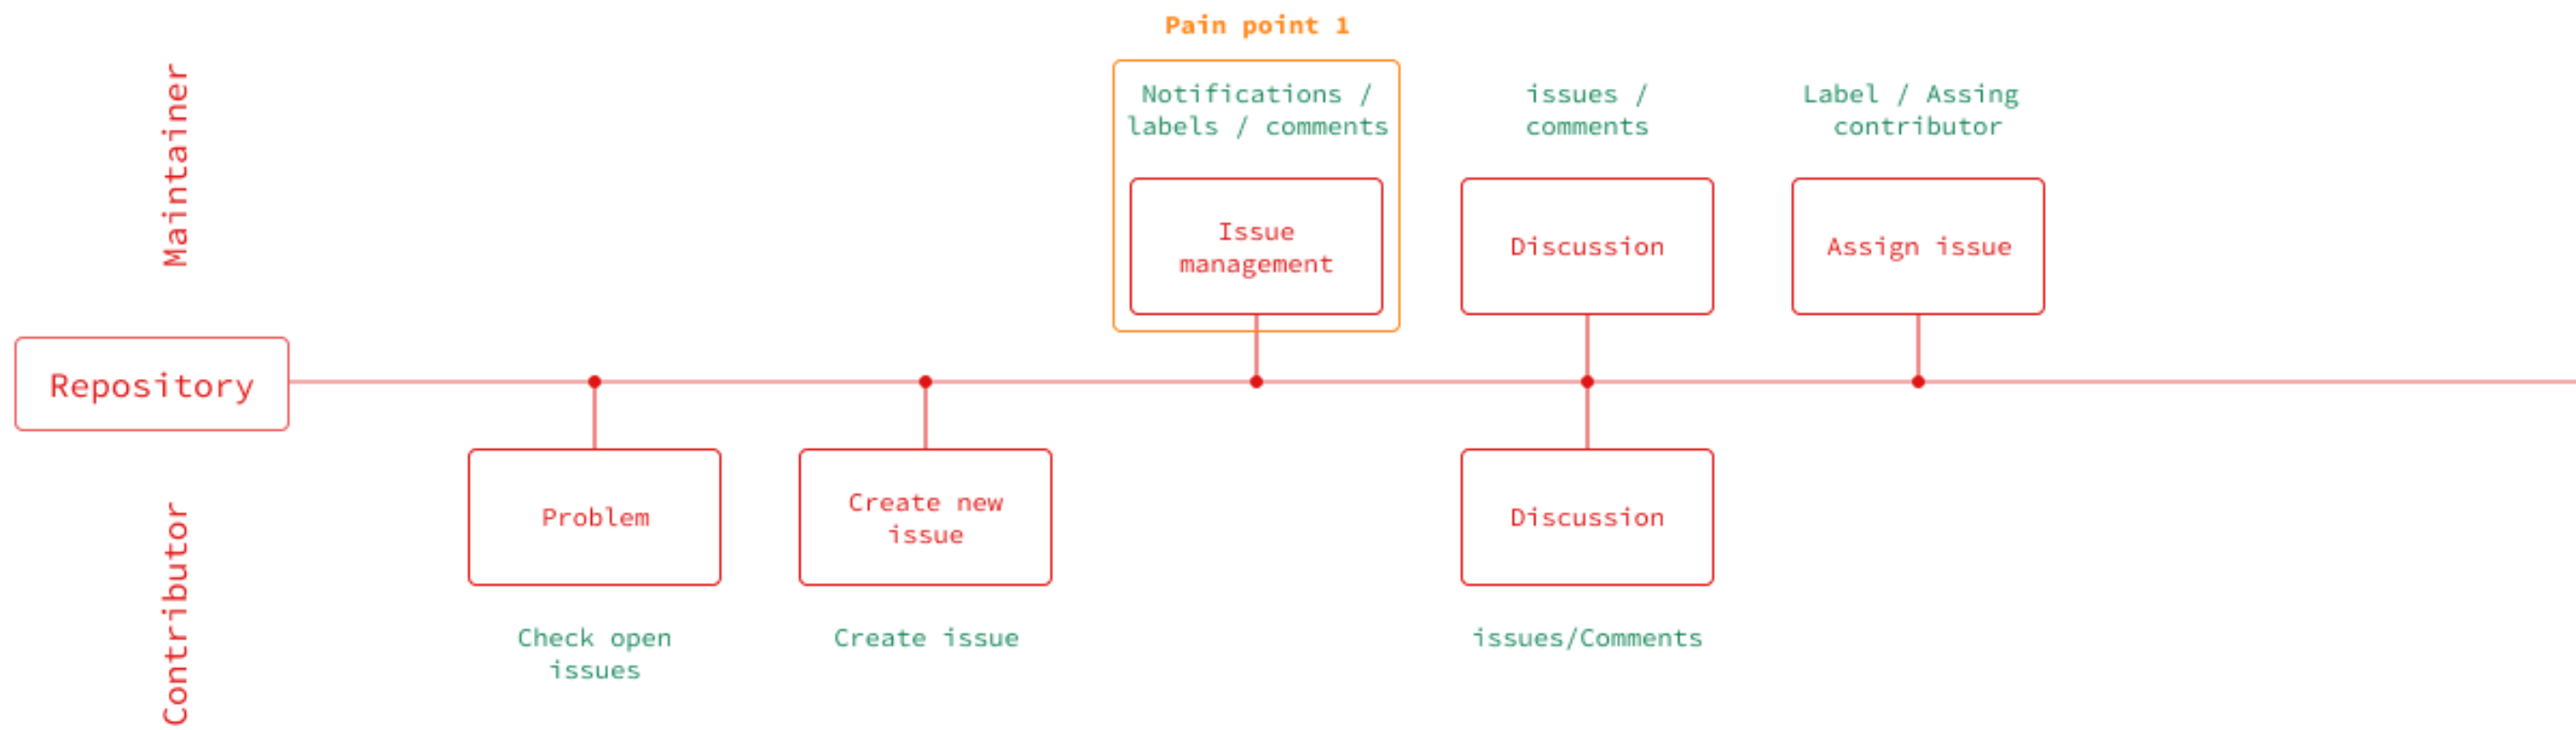 Pain point 1
Maintainer
Notifications /
labels / comments
issues /
comments
Label / Assing
contributor
Issue
management
Discussion
Assign issue
Repository
Contributor
Problem
Create new
issue
Discussion
Check open
issues
Create issue
issues/Comments